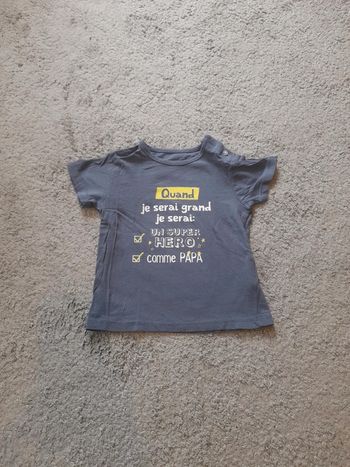 Quand
je serai grand
je serai:
UN SUPER
HERO
comme PAPA